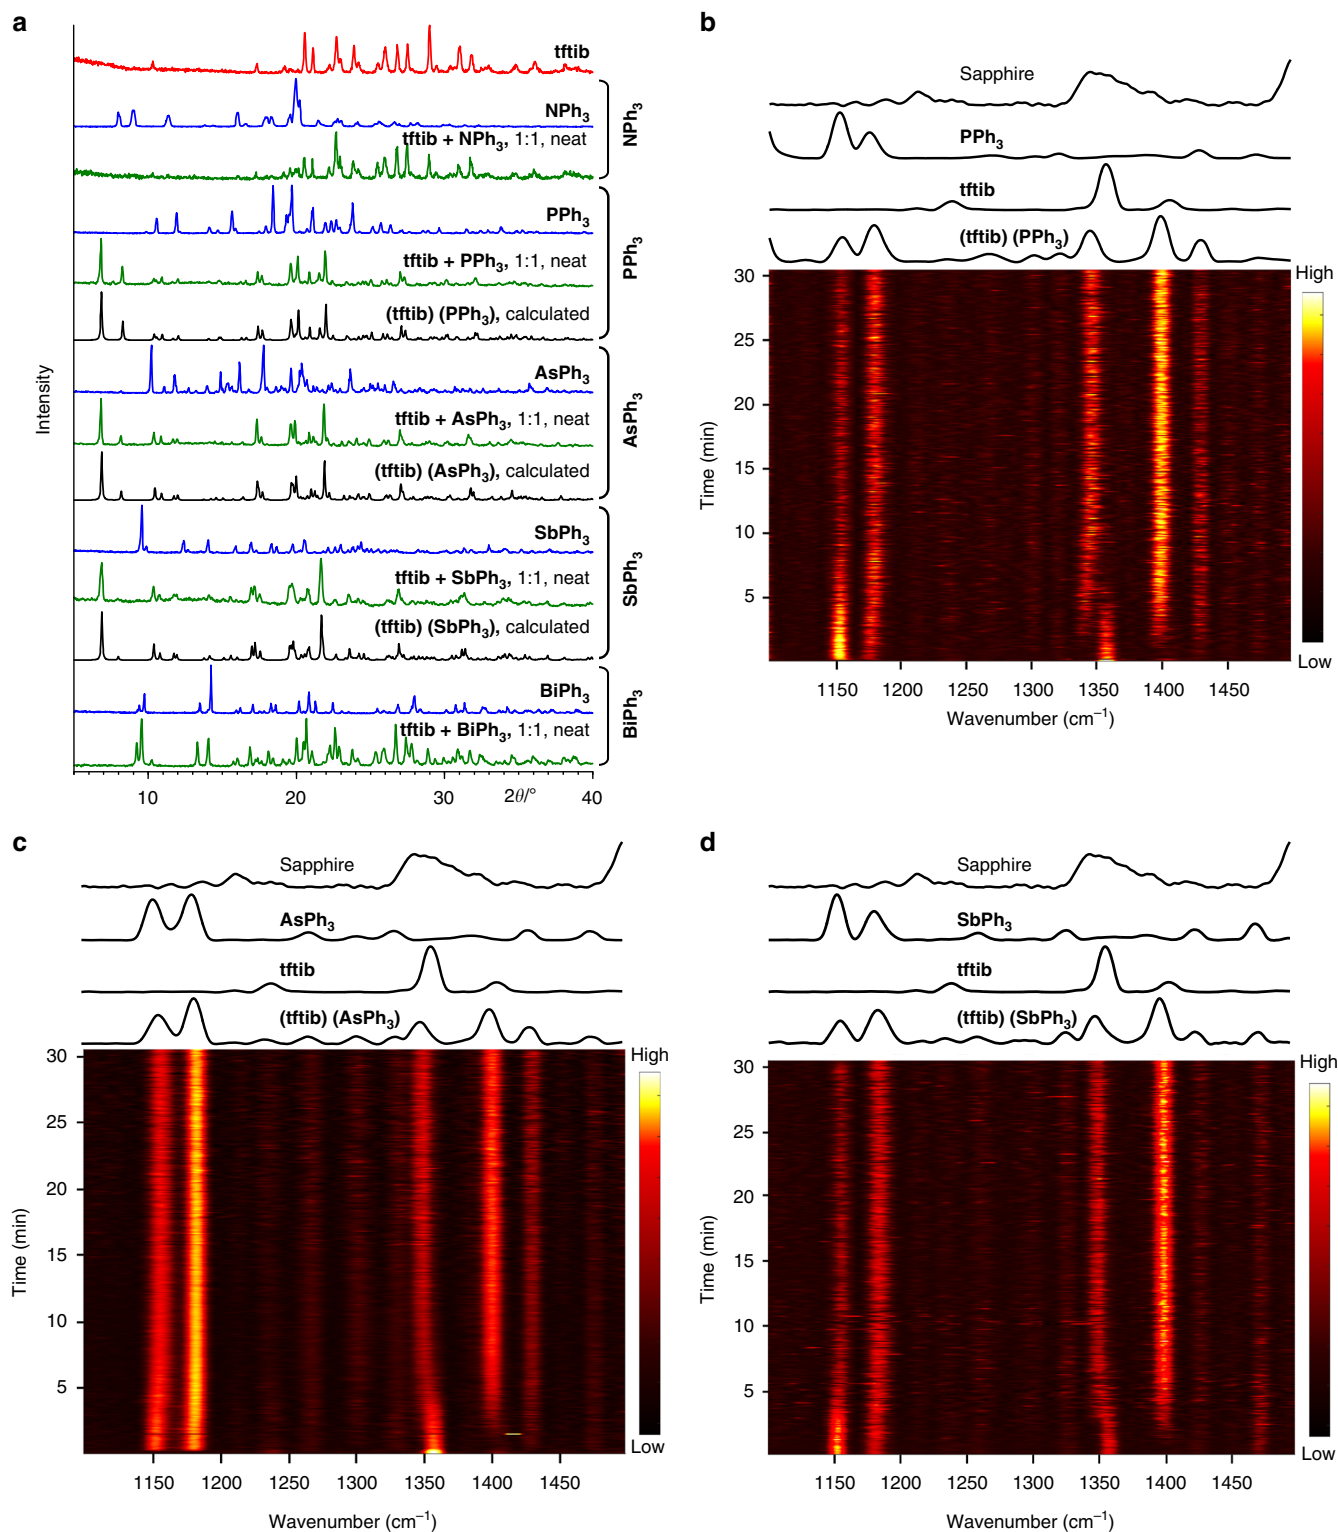 a
tftib
NPh3
tftib + NPh3, 1:1, neat
NPh3
PPh3
tftib + PPh3, 1:1, neat
(tftib) (PPh3), calculated
PPh3
AsPh3
tftib + AsPh3, 1:1, neat
(tftib) (AsPh3), calculated
AsPh3
SbPh3
tftib + SbPh3, 1:1, neat
(tftib) (SbPh3), calculated
SbPh3
BiPh3
tftib + BiPh3, 1:1, neat
BiPh3
Intensity
10 20 30 2θ/° 40
b
Sapphire
PPh3
tftib
(tftib) (PPh3)
High
Low
30
25
20
15
10
5
Time (min)
1150 1200 1250 1300 1350 1400 1450
Wavenumber (cm−1)
c
Sapphire
AsPh3
tftib
(tftib) (AsPh3)
High
Low
30
25
20
15
10
5
Time (min)
1150 1200 1250 1300 1350 1400 1450
Wavenumber (cm−1)
d
Sapphire
SbPh3
tftib
(tftib) (SbPh3)
High
Low
30
25
20
15
10
5
Time (min)
1150 1200 1250 1300 1350 1400 1450
Wavenumber (cm−1)